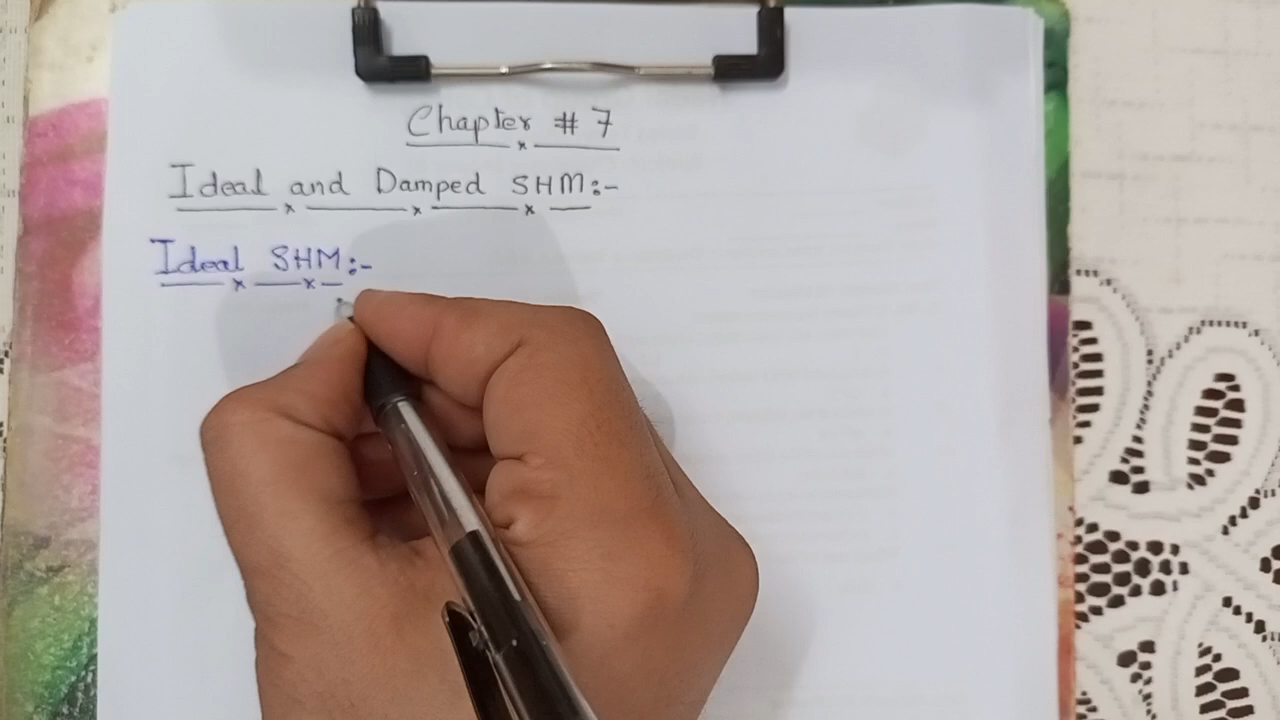 Chapter # 7
Ideal and Damped SHM:-
Ideal SHM:-